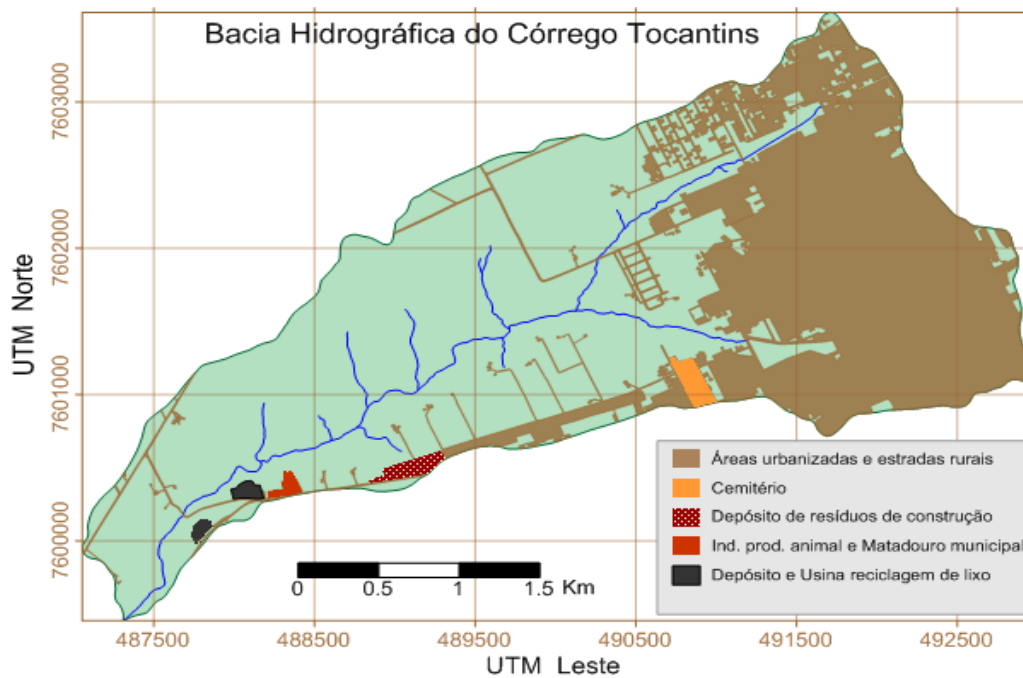 Bacia Hidrográfica do Córrego Tocantins
UTM Norte
7603000
7602000
7601000
7600000
Áreas urbanizadas e estradas rurais
Cemitério
Depósito de resíduos de construção
Ind. prod. animal e Matadouro municipal
Depósito e Usina reciclagem de lixo
0 0.5 1 1.5 Km
487500 488500 489500 490500 491500 492500
UTM Leste